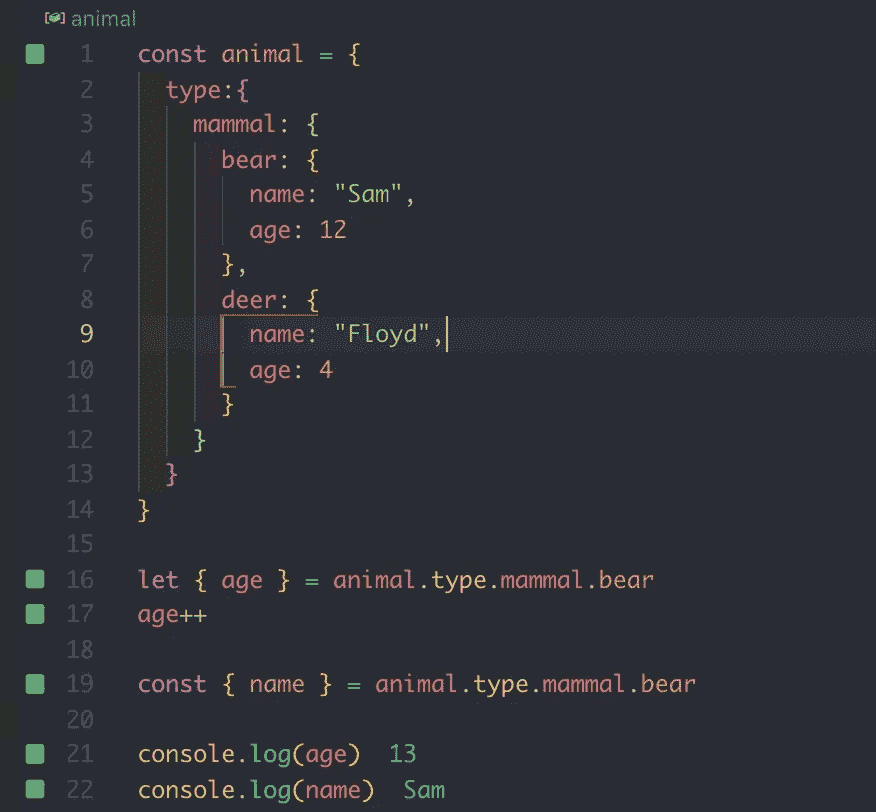 animal
1 const animal = {
2   type:{
3     mammal: {
4       bear: {
5         name: "Sam",
6         age: 12
7       },
8       deer: {
9         name: "Floyd",
10         age: 4
11       }
12     }
13   }
14 }
15
16 let { age } = animal.type.mammal.bear
17 age++
18
19 const { name } = animal.type.mammal.bear
20
21 console.log(age)  13
22 console.log(name)  Sam